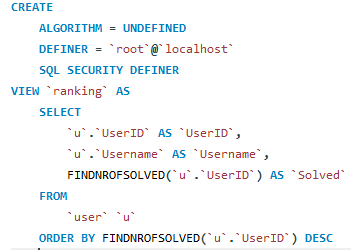 CREATE
ALGORITHM = UNDEFINED
DEFINER = `root`@`localhost`
SQL SECURITY DEFINER
VIEW `ranking` AS
SELECT
`u`.`UserID` AS `UserID`,
`u`.`Username` AS `Username`,
FINDNROFSOLVED(`u`.`UserID`) AS `Solved`
FROM
`user` `u`
ORDER BY FINDNROFSOLVED(`u`.`UserID`) DESC